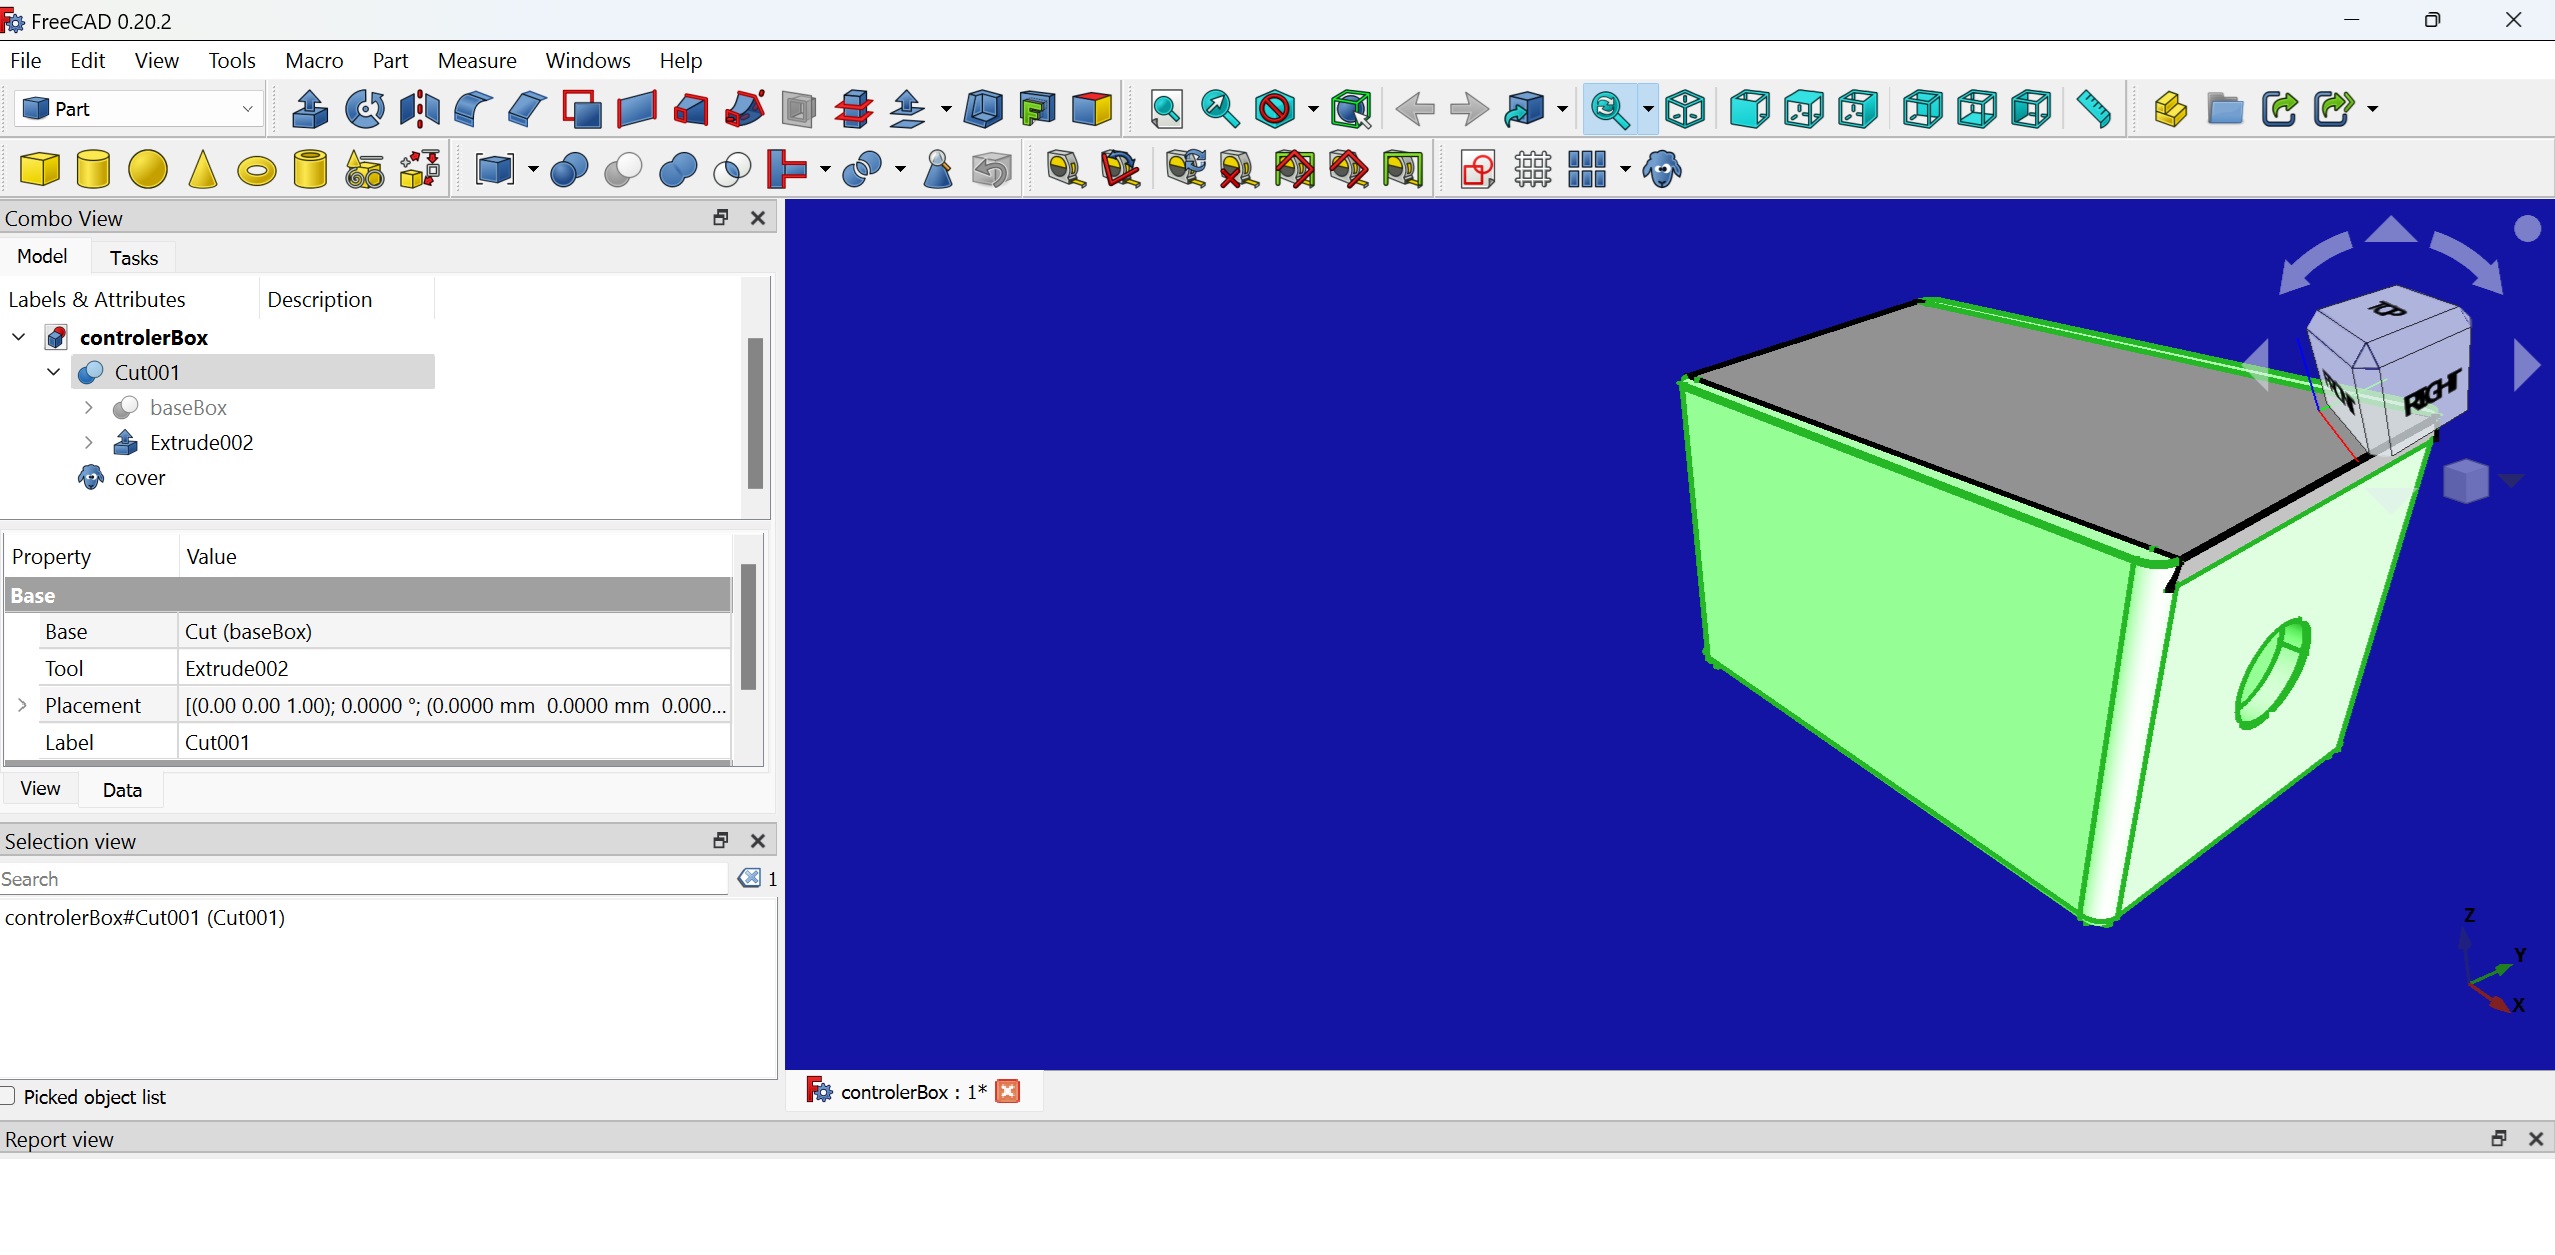 FreeCAD 0.20.2
File Edit View Tools Macro Part Measure Windows Help
Part
Combo View
Model Tasks
Labels & Attributes Description
controlerBox
Cut001
baseBox
Extrude002
cover
Property Value
Base
Base Cut (baseBox)
Tool Extrude002
Placement [(0.00 0.00 1.00); 0.0000 °; (0.0000 mm 0.0000 mm 0.000...
Label Cut001
View Data
Selection view
Search 1
controlerBox#Cut001 (Cut001)
Picked object list
TOP
RIGHT
Z
Y
X
controlerBox : 1*
Report view